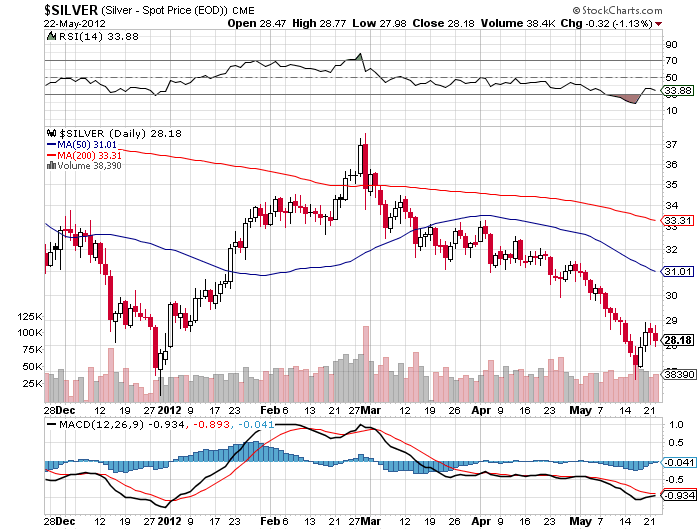 $SILVER (Silver - Spot Price (EOD)) CME © StockCharts.com
22-May-2012 Open 28.47 High 28.77 Low 27.98 Close 28.18 Volume 38.4K Chg -0.32 (-1.13%)
RSI(14) 33.88
90
70
50
33.88
30
$SILVER (Daily) 28.18
MA(50) 31.01
MA(200) 33.31
Volume 38,390
37
36
35
34
33.31
33
32
31.01
30
29
28.18
28
38390
125K
100K
75K
50K
25K
28 Dec 12 19 27 2012 9 17 23 Feb 6 13 21 Mar 12 19 26 Apr 9 16 23 May 7 14 21
MACD(12,26,9) -0.934, -0.893, -0.041
1.0
0.5
-0.041
-0.5
-0.934
28 Dec 12 19 27 2012 9 17 23 Feb 6 13 21 Mar 12 19 26 Apr 9 16 23 May 7 14 21